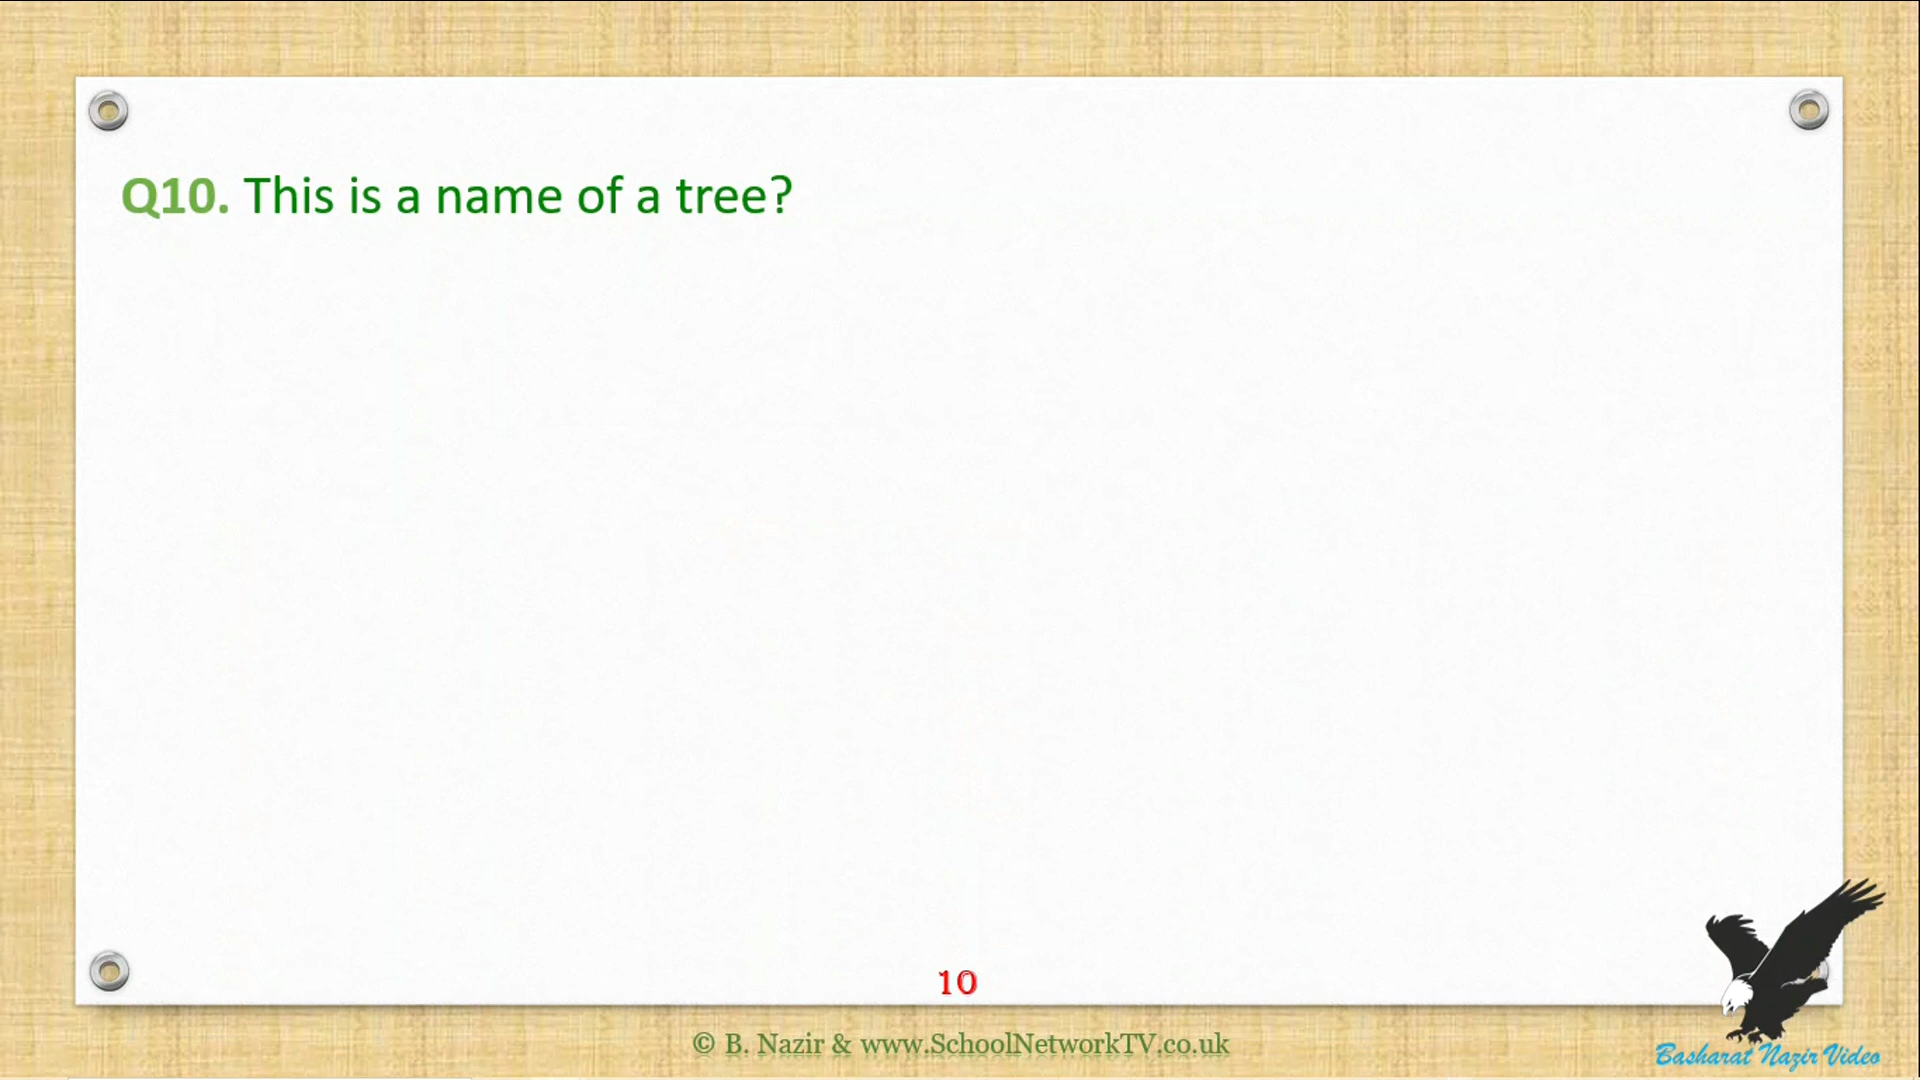 Q10. This is a name of a tree?
10
© B. Nazir & www.SchoolNetworkTV.co.uk
Basharat Nazir Video